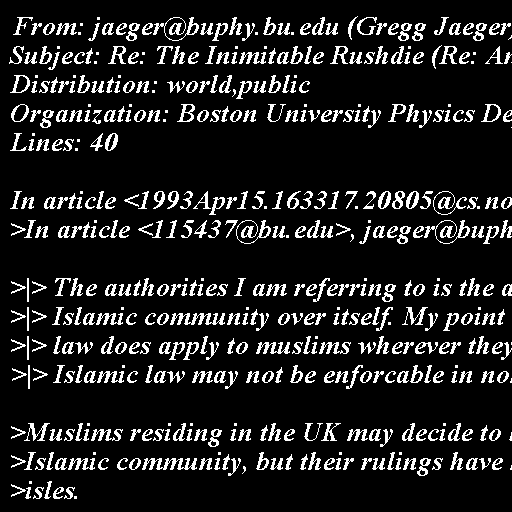 From: jaeger@buphy.bu.edu (Gregg Jaeger)
Subject: Re: The Inimitable Rushdie (Re: An
Distribution: world,public
Organization: Boston University Physics De
Lines: 40

In article <1993Apr15.163317.20805@cs.no
>In article <115437@bu.edu>, jaeger@buph

>|> The authorities I am referring to is the a
>|> Islamic community over itself. My point
>|> law does apply to muslims wherever they
>|> Islamic law may not be enforcable in no

>Muslims residing in the UK may decide to
>Islamic community, but their rulings have
>isles.